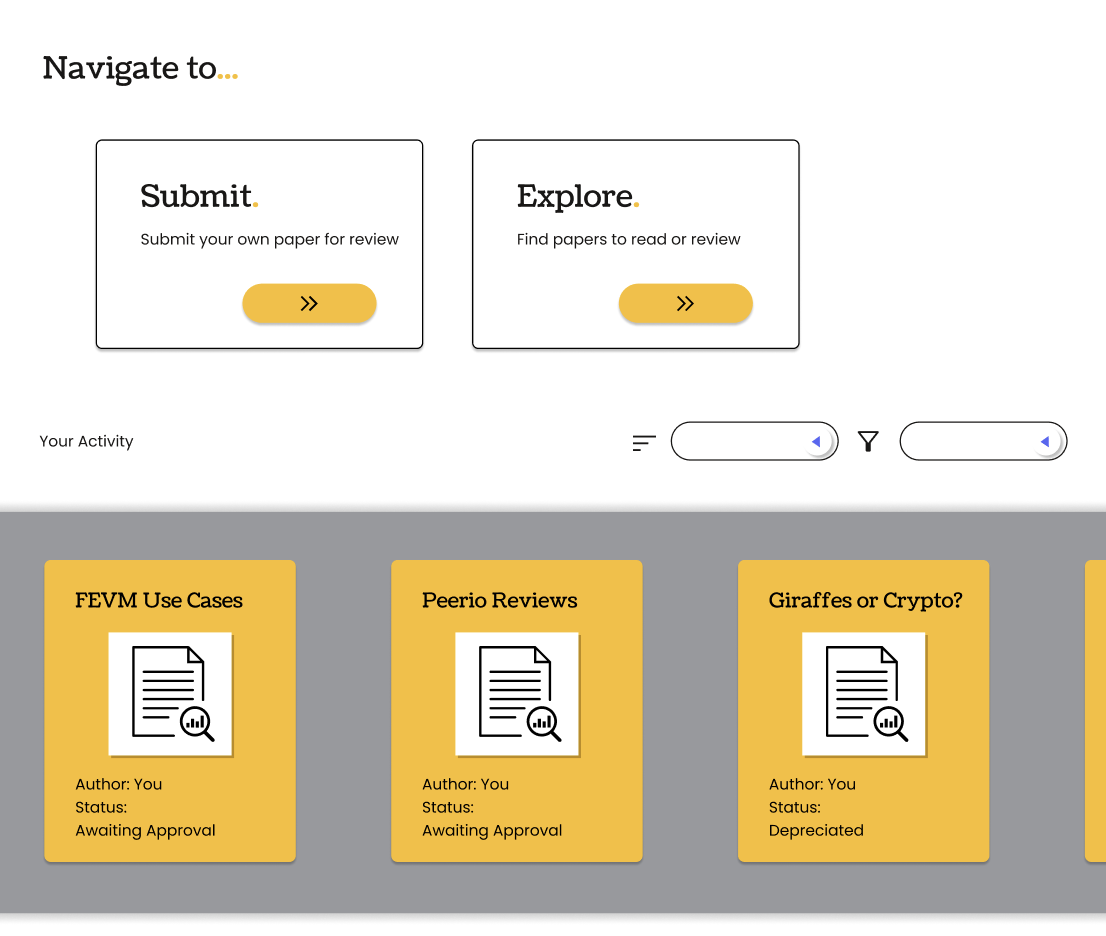 Navigate to...
Submit.
Submit your own paper for review
Explore.
Find papers to read or review
Your Activity
FEVM Use Cases
Author: You
Status:
Awaiting Approval
Peerio Reviews
Author: You
Status:
Awaiting Approval
Giraffes or Crypto?
Author: You
Status:
Depreciated